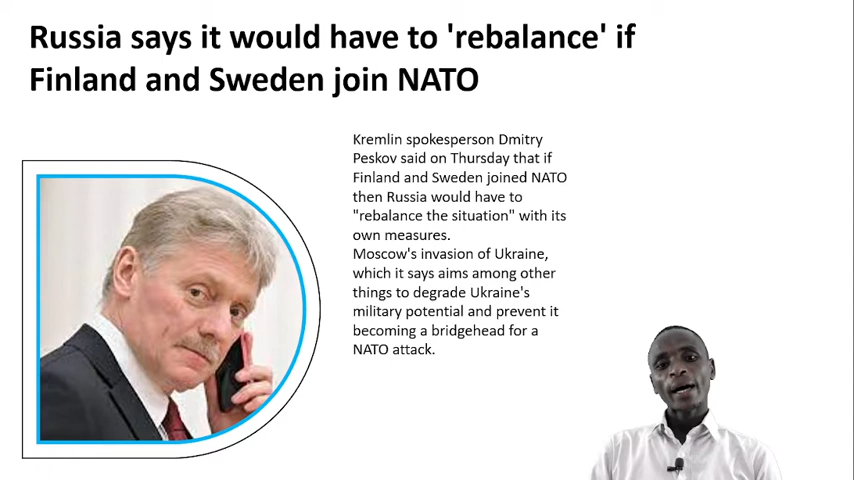 Russia says it would have to 'rebalance' if
Finland and Sweden join NATO
Kremlin spokesperson Dmitry
Peskov said on Thursday that if
Finland and Sweden joined NATO
then Russia would have to
"rebalance the situation" with its
own measures.
Moscow's invasion of Ukraine,
which it says aims among other
things to degrade Ukraine's
military potential and prevent it
becoming a bridgehead for a
NATO attack.